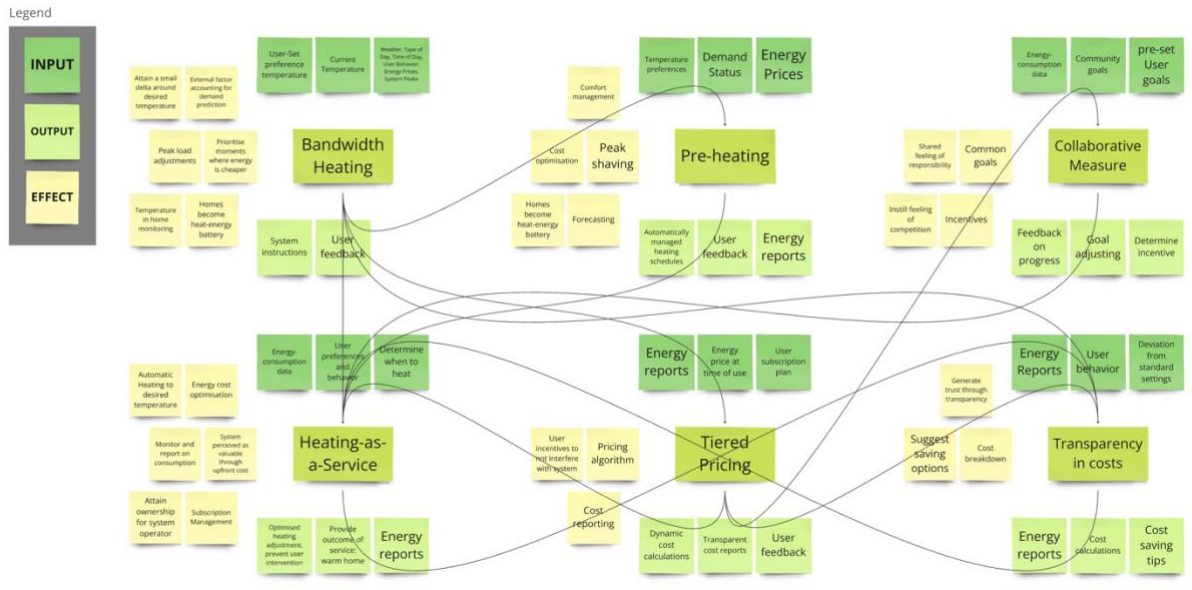 Legend
INPUT
OUTPUT
EFFECT
Attain a small
delta around
desired
temperature
External factor
accounting for
demand
prediction
Peak load
adjustments
Prioritise
moments
where energy
is cheaper
Temperature
in home
monitoring
Homes
become
heat-energy
battery
User-Set
preference
temperature
Current
Temperature
Weather, Type of
Day, Time of Day,
User Behavior,
Energy Prices,
System Peaks
Bandwidth
Heating
System
instructions
User
feedback
Comfort
management
Cost
optimisation
Peak
shaving
Homes
become
heat-energy
battery
Forecasting
Temperature
preferences
Demand
Status
Energy
Prices
Pre-heating
Automatically
managed
heating
schedules
User
feedback
Energy
reports
Shared
feeling of
responsibility
Common
goals
Instill feeling
of
competition
Incentives
Energy-
consumption
data
Community
goals
pre-set
User
goals
Collaborative
Measure
Feedback
on
progress
Goal
adjusting
Determine
incentive
Automatic
Heating to
desired
temperature
Energy cost
optimisation
Monitor and
report on
consumption
System
perceived as
valuable
through
upfront cost
Attain
ownership
for system
operator
Subscription
Management
Energy-
consumption
data
User
preferences
and
behavior
Determine
when to
heat
Heating-as-
a-Service
Optimised
heating
adjustment,
prevent user
intervention
Provide
outcome of
service:
warm home
Energy
reports
User
incentives to
not interfere
with system
Pricing
algorithm
Cost
reporting
Energy
reports
Energy
price at
time of use
User
subscription
plan
Tiered
Pricing
Dynamic
cost
calculations
Transparent
cost reports
User
feedback
Generate
trust through
transparency
Suggest
saving
options
Cost
breakdown
Energy
Reports
User
behavior
Deviation
from
standard
settings
Transparency
in costs
Energy
reports
Cost
calculations
Cost
saving
tips